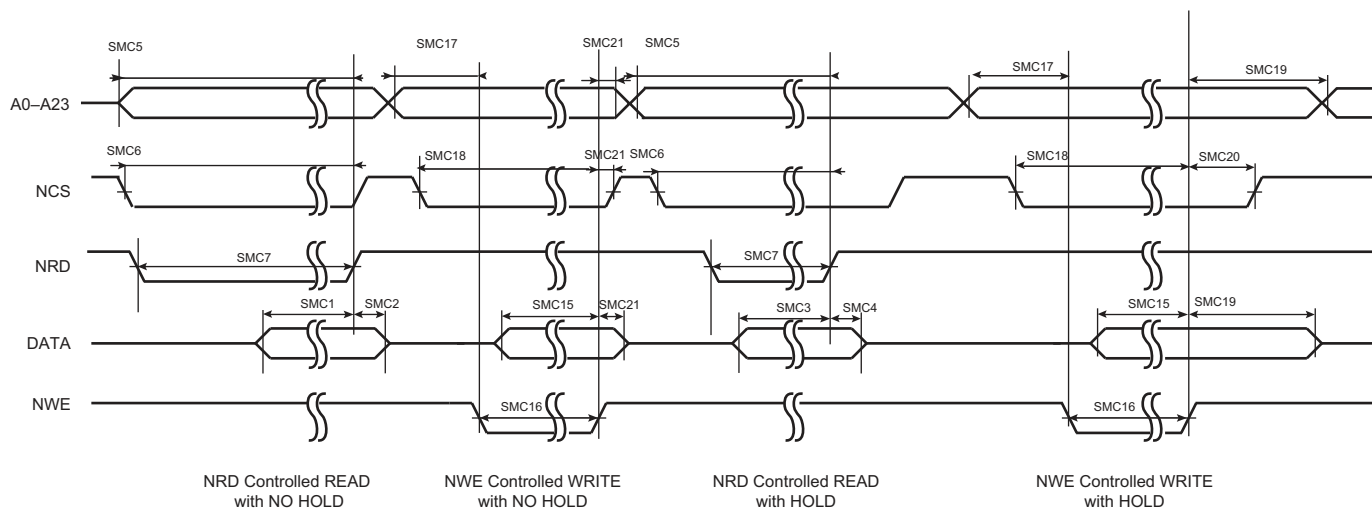 SMC5
SMC17
SMC21
SMC5
SMC17
SMC19
A0–A23
SMC6
SMC18
SMC21
SMC6
SMC18
SMC20
NCS
NRD
SMC7
SMC7
SMC1
SMC2
SMC15
SMC21
SMC3
SMC4
SMC15
SMC19
DATA
NWE
SMC16
SMC16
NRD Controlled READ
with NO HOLD
NWE Controlled WRITE
with NO HOLD
NRD Controlled READ
with HOLD
NWE Controlled WRITE
with HOLD